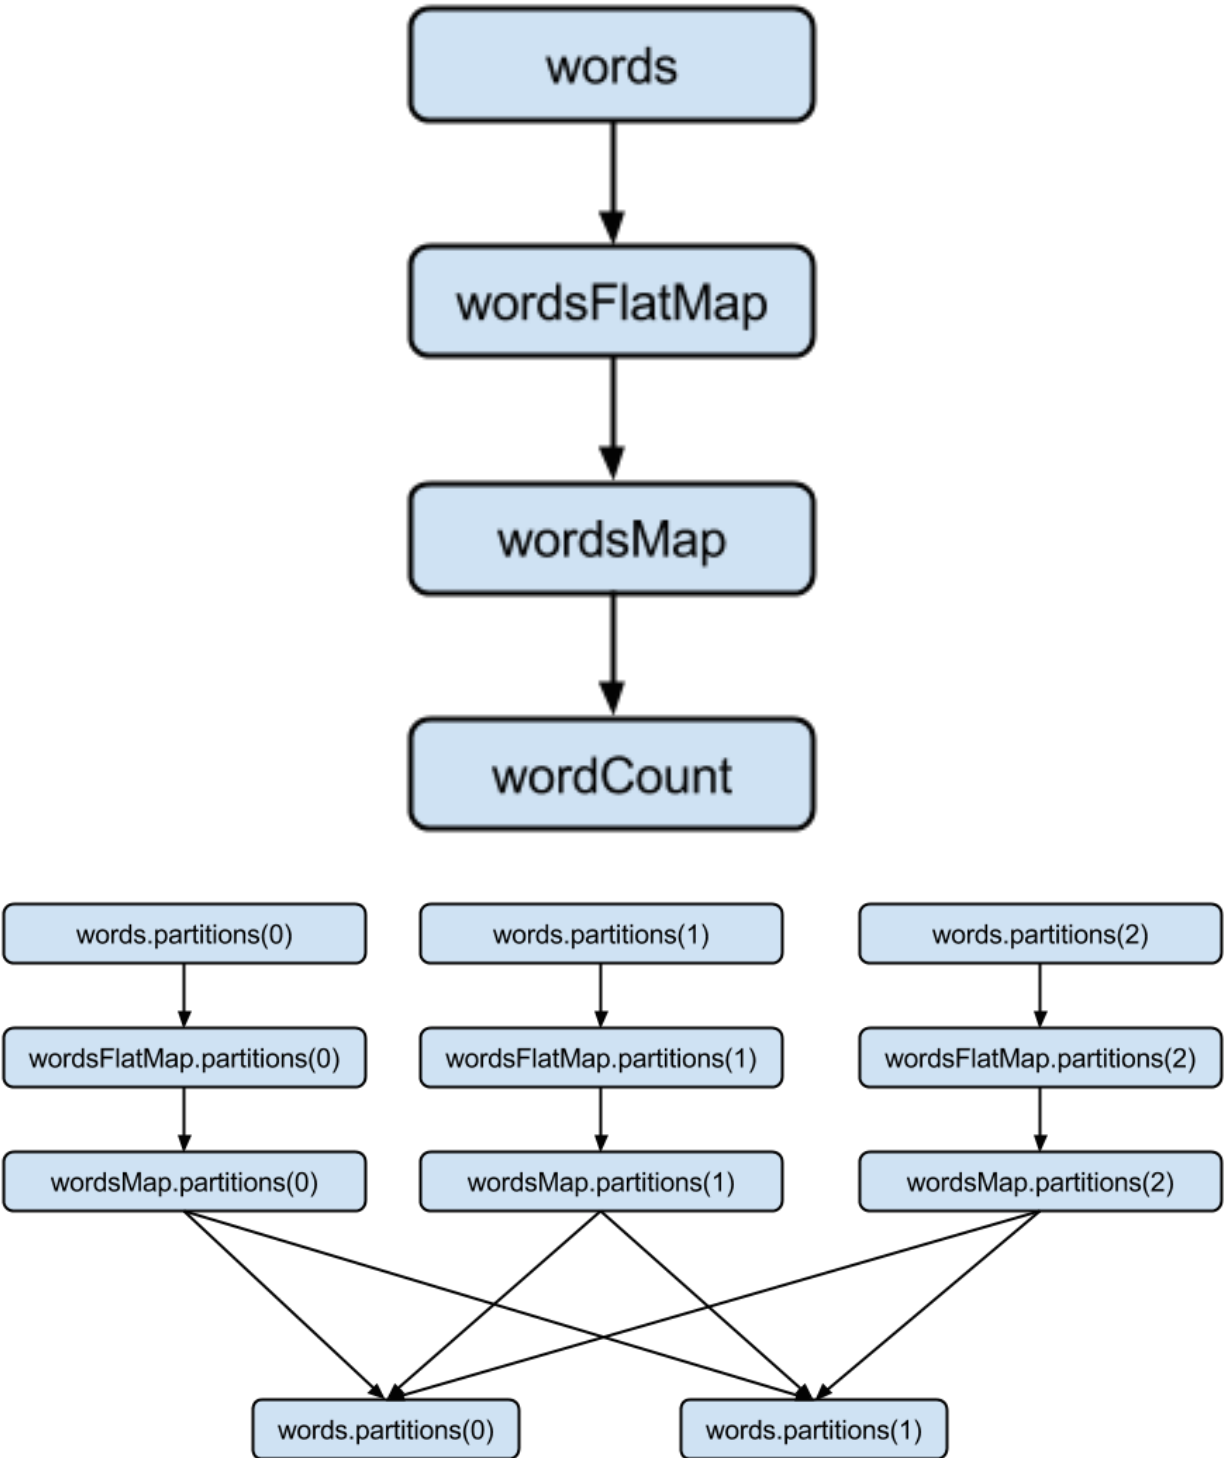 words
wordsFlatMap
wordsMap
wordCount
words.partitions(0)
words.partitions(1)
words.partitions(2)
wordsFlatMap.partitions(0)
wordsFlatMap.partitions(1)
wordsFlatMap.partitions(2)
wordsMap.partitions(0)
wordsMap.partitions(1)
wordsMap.partitions(2)
words.partitions(0)
words.partitions(1)